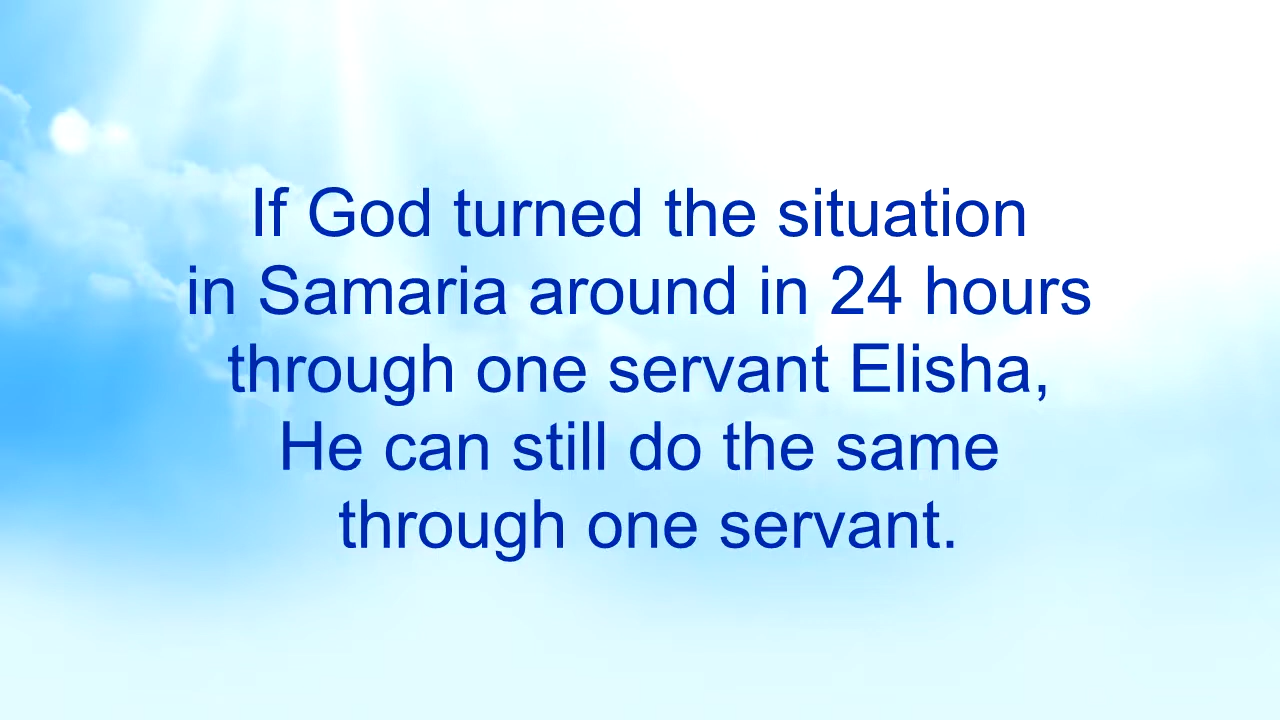 If God turned the situation
in Samaria around in 24 hours
through one servant Elisha,
He can still do the same
through one servant.